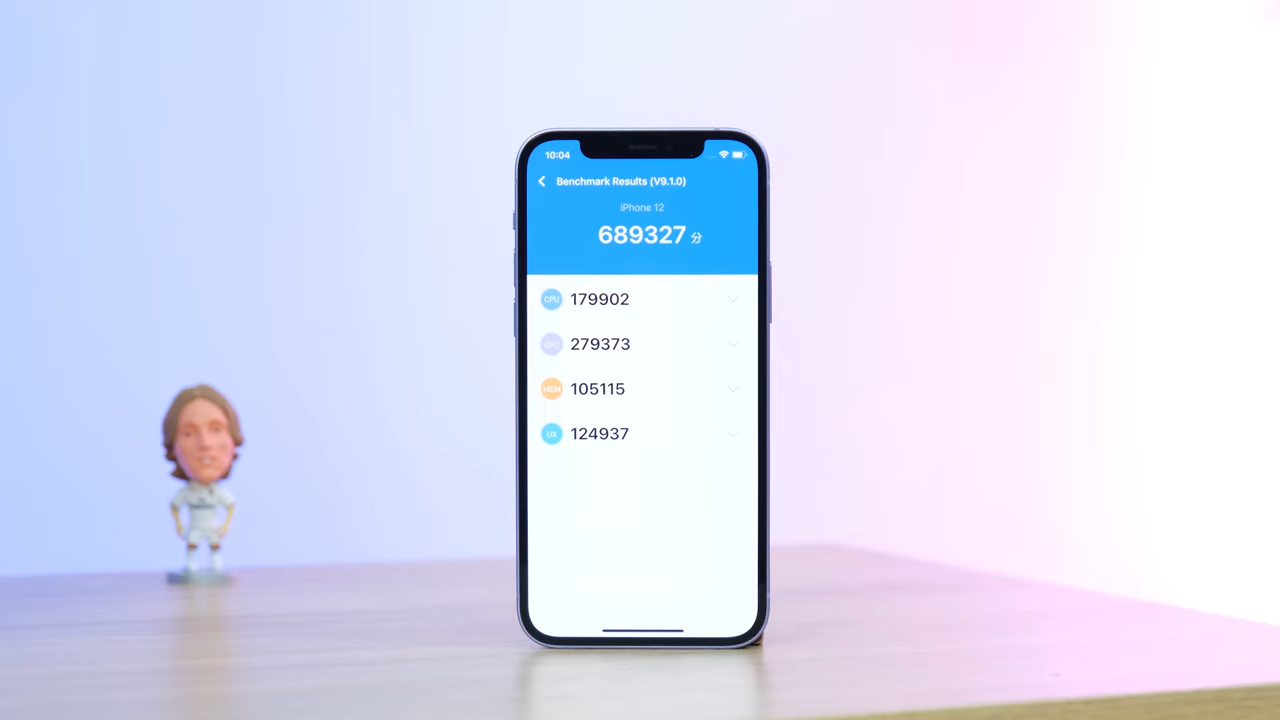 10:04
Benchmark Results (V9.1.0)
iPhone 12
689327 分
CPU 179902
GPU 279373
MEM 105115
UX 124937